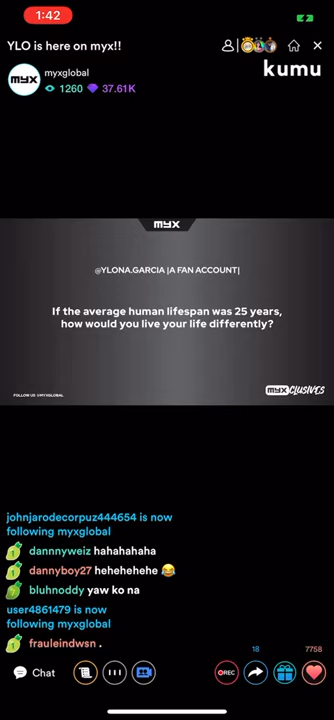 1:42
YLO is here on myx!!
kumu
myx
myxglobal
1260 37.61K
myx
@YLONA.GARCIA |A FAN ACCOUNT|
If the average human lifespan was 25 years,
how would you live your life differently?
FOLLOW US @MYXGLOBAL
myxCLUSIVES
johnjarodecorpuz444654 is now
following myxglobal
dannnyweiz hahahahaha
dannyboy27 hehehehehe 😂
bluhnoddy yaw ko na
user4861479 is now
following myxglobal
frauleindwsn .
18 7758
Chat REC